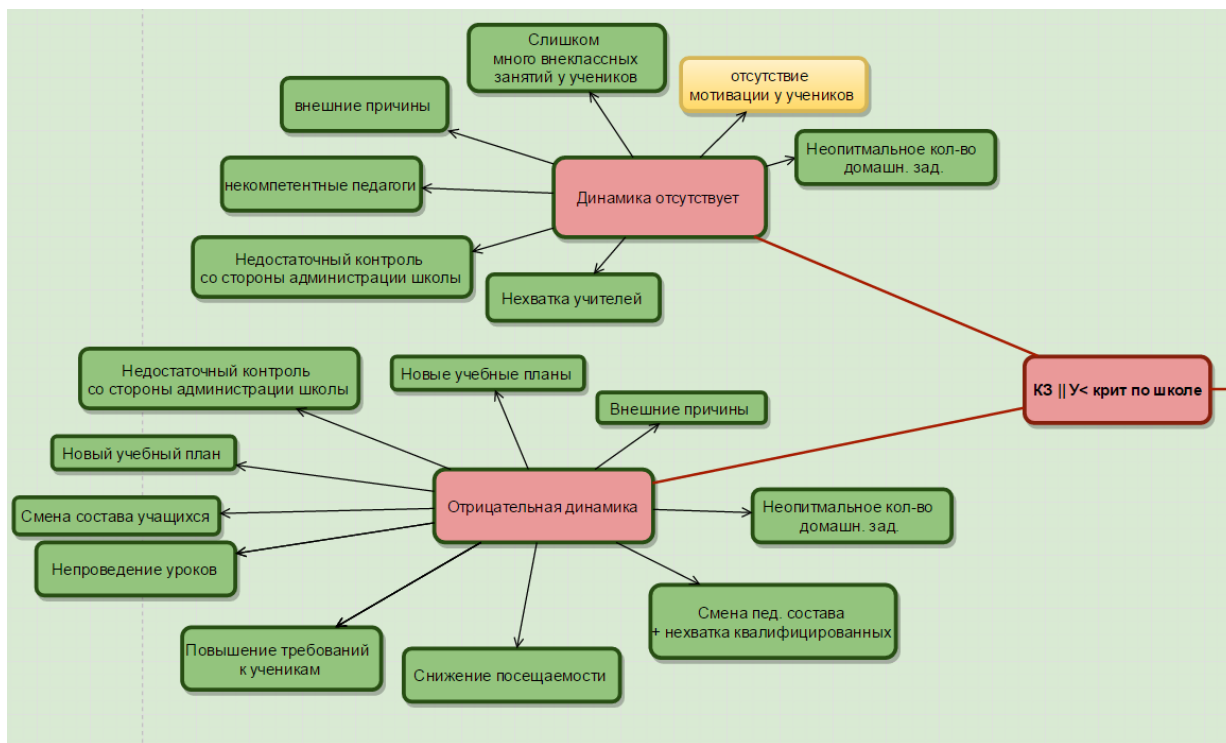 Слишком
много внеклассных
занятий у учеников
отсутствие
мотивации у учеников
внешние причины
Неопитмальное кол-во
домашн. зад.
некомпетентные педагоги
Динамика отсутствует
Недостаточный контроль
со стороны администрации школы
Нехватка учителей
КЗ || У< крит по школе
Недостаточный контроль
со стороны администрации школы
Новые учебные планы
Внешние причины
Новый учебный план
Отрицательная динамика
Смена состава учащихся
Неопитмальное кол-во
домашн. зад.
Непроведение уроков
Смена пед. состава
+ нехватка квалифицированных
Повышение требований
к ученикам
Снижение посещаемости